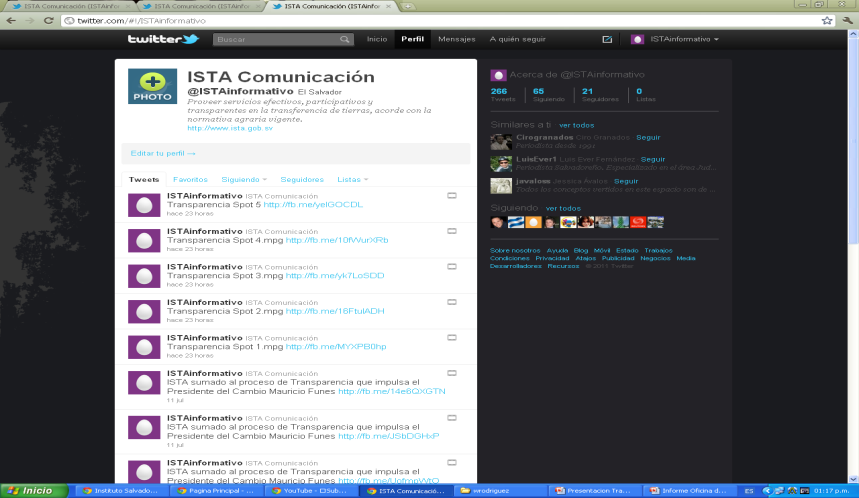 ISTA Comunicación (ISTAinfor
ISTA Comunicación (ISTAinfor
ISTA Comunicación (ISTAinfor
twitter.com/#!/ISTAinformativo
twitter
Buscar
Inicio Perfil Mensajes A quién seguir
ISTAinformativo
PHOTO
ISTA Comunicación
@ISTAinformativo El Salvador
Proveer servicios efectivos, participativos y
transparentes en la transferencia de tierras, acorde con la
normativa agraria vigente.
http://www.ista.gob.sv
Editar tu perfil →
Tweets Favoritos Siguiendo Seguidores Listas
ISTAinformativo ISTA Comunicación
Transparencia Spot 5 http://fb.me/yelGOCDL
hace 23 horas
ISTAinformativo ISTA Comunicación
Transparencia Spot 4.mpg http://fb.me/10fWurXRb
hace 23 horas
ISTAinformativo ISTA Comunicación
Transparencia Spot 3.mpg http://fb.me/yk7LoSDD
hace 23 horas
ISTAinformativo ISTA Comunicación
Transparencia Spot 2.mpg http://fb.me/16FtulADH
hace 23 horas
ISTAinformativo ISTA Comunicación
Transparencia Spot 1.mpg http://fb.me/MYXPB0hp
hace 23 horas
ISTAinformativo ISTA Comunicación
ISTA sumado al proceso de Transparencia que impulsa el
Presidente del Cambio Mauricio Funes http://fb.me/14e6QXGTN
11 jul
ISTAinformativo ISTA Comunicación
ISTA sumado al proceso de Transparencia que impulsa el
Presidente del Cambio Mauricio Funes http://fb.me/JSbDGHxP
11 jul
ISTAinformativo ISTA Comunicación
ISTA sumado al proceso de Transparencia que impulsa el
Presidente del Cambio Mauricio Funes http://fb.me/UofmpWtO
Acerca de @ISTAinformativo
266 65 21 0
Tweets Siguiendo Seguidores Listas
Similares a ti · ver todos
Cirogranados Ciro Granados · Seguir
Periodista desde 1991
LuisEver1 Luis Ever Fernández · Seguir
Periodista Salvadoreño. Especializado en el área Jud...
javaloss Jessica Avalos · Seguir
Todos los conceptos vertidos en este espacio son de ...
Siguiendo · ver todos
Sobre nosotros Ayuda Blog Móvil Estado Trabajos
Condiciones Privacidad Atajos Publicidad Negocios Media
Desarrolladores Recursos © 2011 Twitter
Inicio
Instituto Salvado...
Pagina Principal - ...
YouTube - Sub...
ISTA Comunicació...
wrodriguez
Presentacion Tra...
Informe Oficina d...
ES
01:17 p.m.